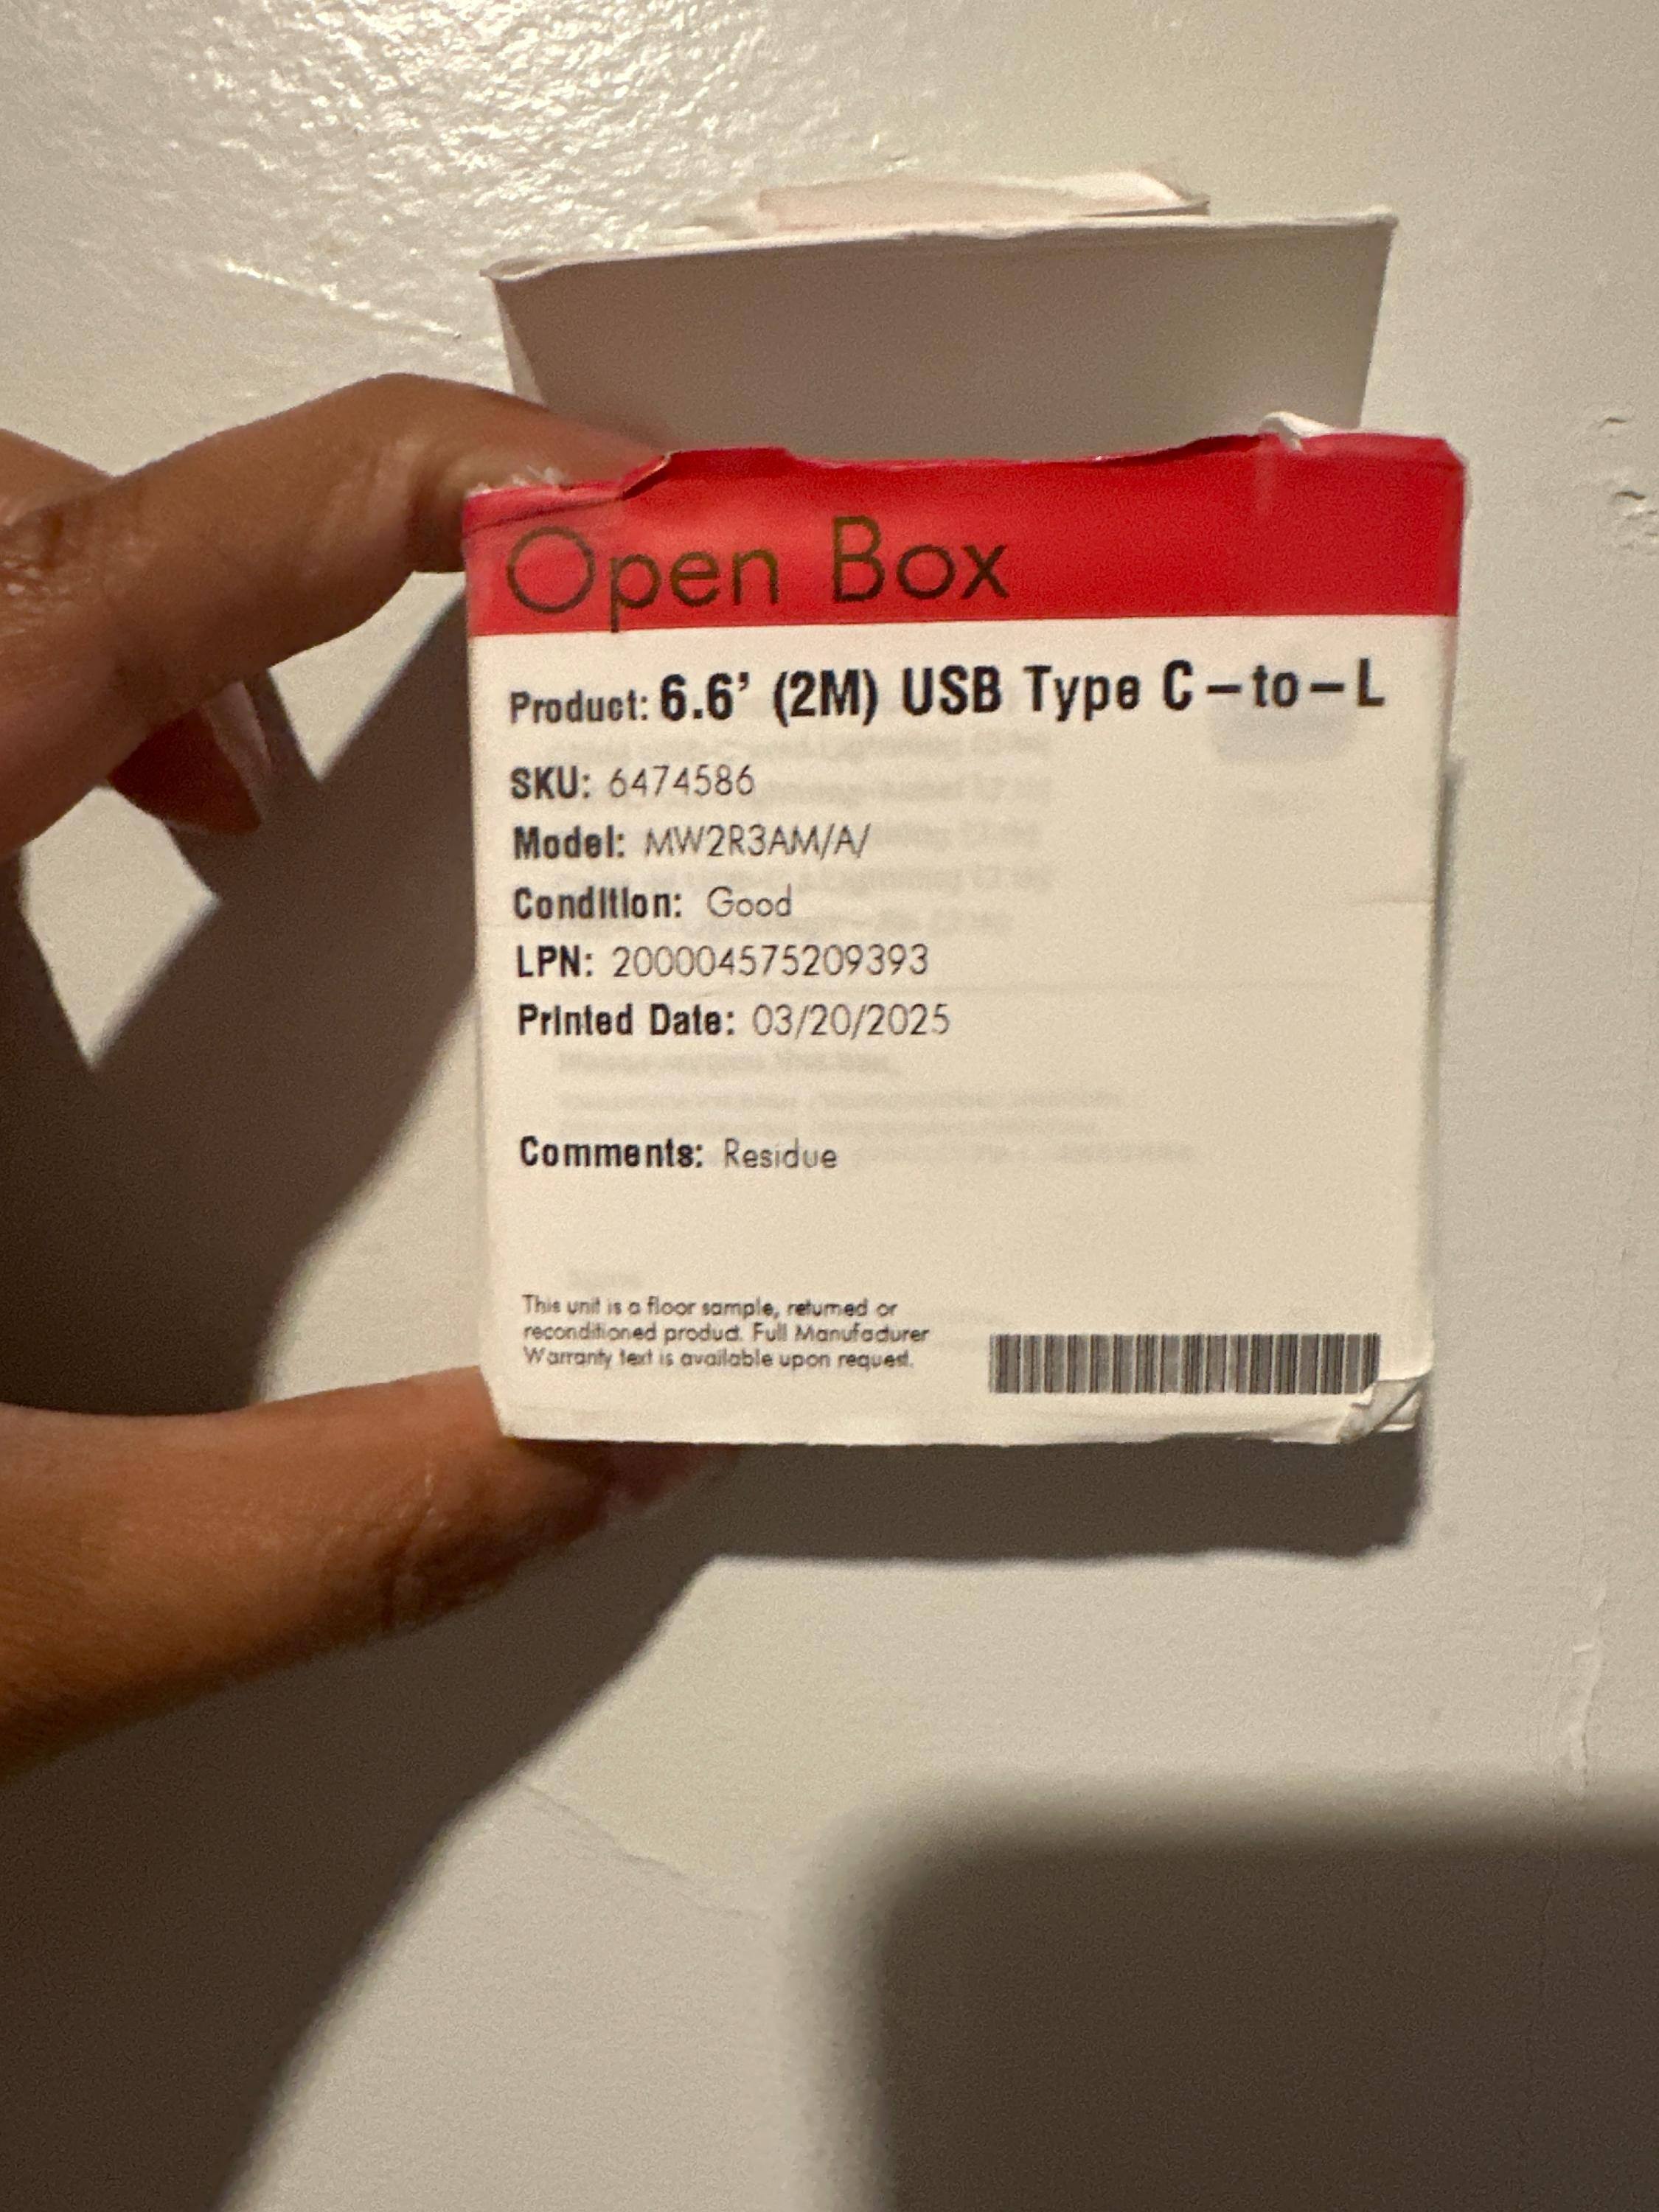 Open Box
Product: 6.6’ (2M) USB Type C-to-L
SKU: 6474586
Model: MW2R3AM/A/
Condition: Good
LPN: 200004575209393
Printed Date: 03/20/2025
Comments: Residue
This unit is a floor sample, returned or
reconditioned product. Full Manufacturer
Warranty text is available upon request.